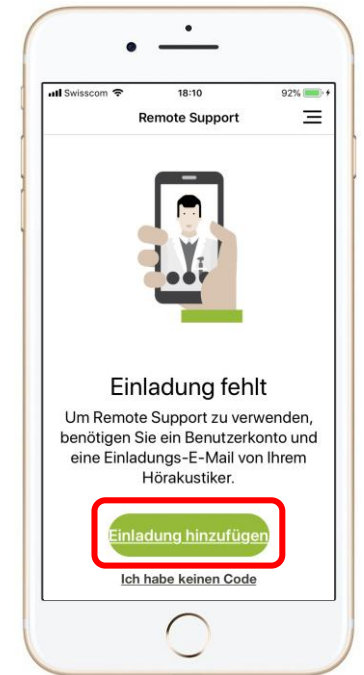 Swisscom 18:10 92%
Remote Support
Einladung fehlt
Um Remote Support zu verwenden,
benötigen Sie ein Benutzerkonto und
eine Einladungs-E-Mail von Ihrem
Hörakustiker.
Einladung hinzufügen
Ich habe keinen Code